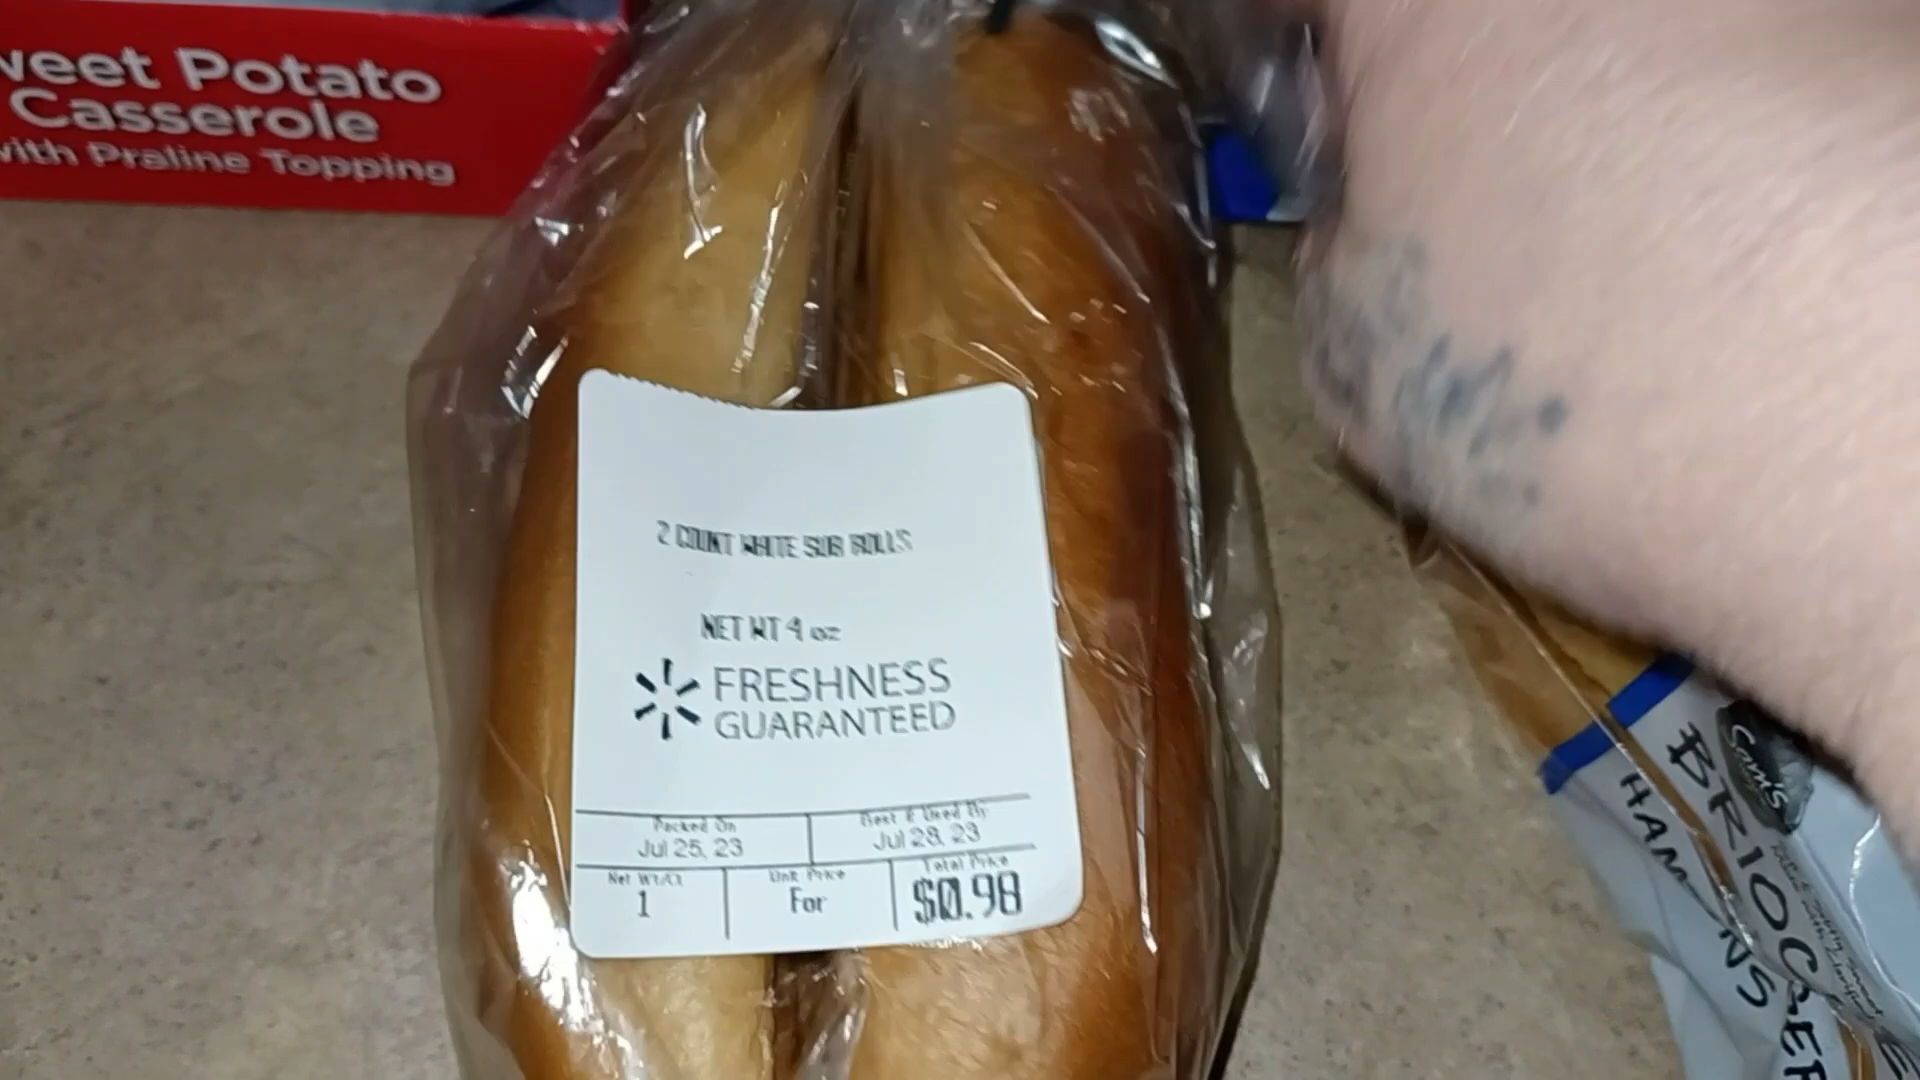 weet Potato
Casserole
with Praline Topping
2 COUNT WHITE SUB ROLLS
NET WT 4 oz
FRESHNESS
GUARANTEED
Packed On
Jul 25, 23
Best If Used By
Jul 28, 23
Net Wt/Ct
1
Unit Price
For
Total Price
$0.98
Sam's
BRIOC
HAM
NS